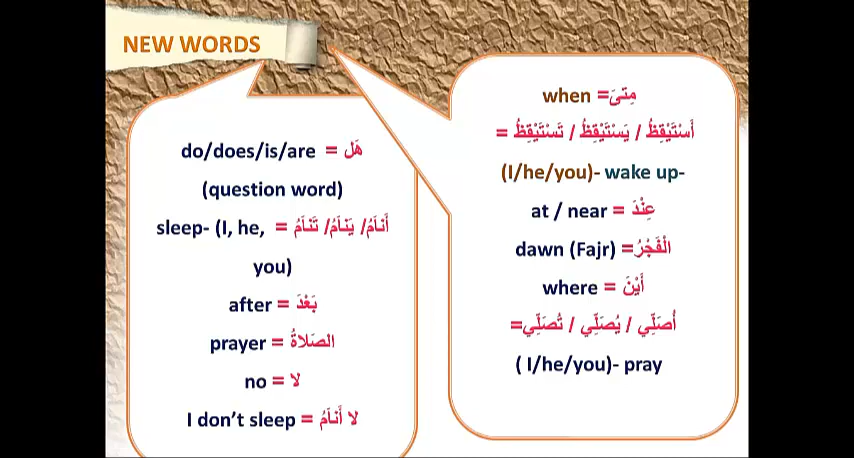 NEW WORDS
do/does/is/are = هَل
(question word)
sleep- (I, he, = أَنَامُ/ يَنَامُ/ تَنَامُ
you)
after = بَعْدَ
prayer = الصَلاةُ
no = لا
I don't sleep = لا أَنَامُ
when =مِتىَ
= أَسْتَيْقِظُ / يَسْتَيْقِظُ / تَسْتَيْقِظُ
(I/he/you)- wake up-
at / near = عِنْدَ
dawn (Fajr) =الْفَجْرُ
where = أَيْنَ
=أُصَلِّي / يُصَلِّي / تُصَلِّي
( I/he/you)- pray